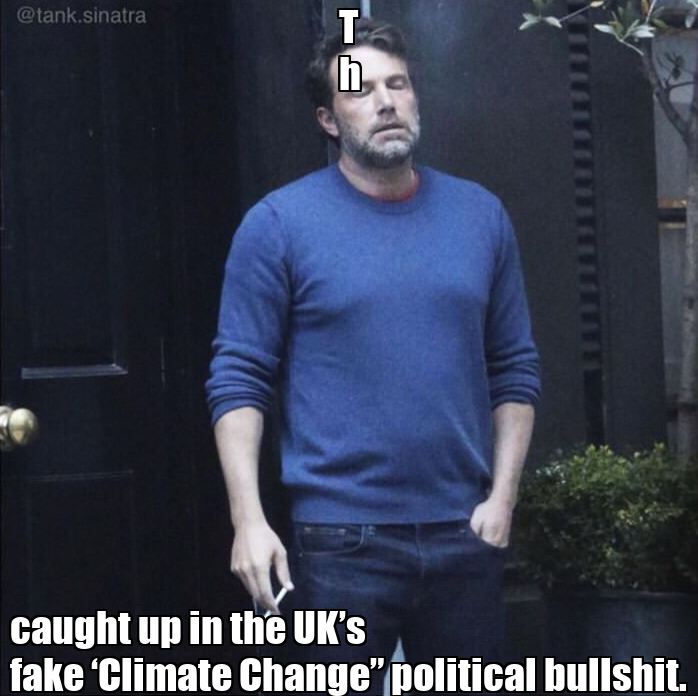 @tank.sinatra
T
h
caught up in the UK’s
fake ‘Climate Change” political bullshit.